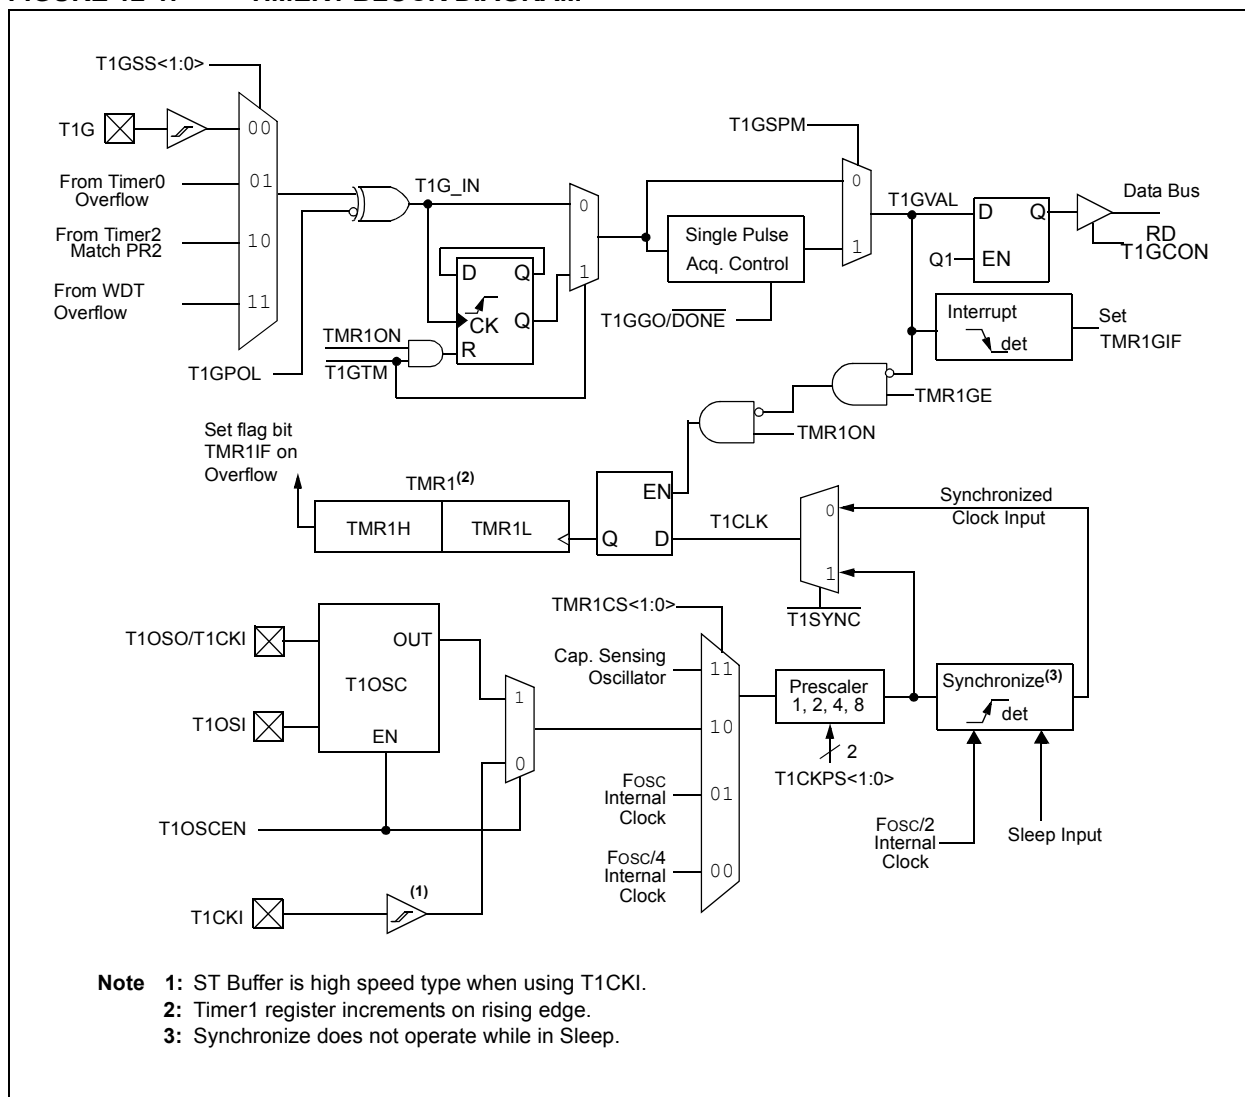 T1GSS<1:0>
T1G
00
From Timer0
Overflow
01
From Timer2
Match PR2
10
From WDT
Overflow
11
T1GPOL
T1G_IN
0
1
D
Q
CK
Q
R
TMR1ON
T1GTM
T1GSPM
0
1
Single Pulse
Acq. Control
T1GGO/DONE
T1GVAL
D
Q
Q1
EN
Data Bus
RD
T1GCON
Interrupt
det
Set
TMR1GIF
TMR1GE
TMR1ON
Set flag bit
TMR1IF on
Overflow
TMR1(2)
TMR1H
TMR1L
EN
Q
D
T1CLK
0
1
T1SYNC
Synchronized
Clock Input
T1OSO/T1CKI
OUT
T1OSC
T1OSI
EN
1
0
T1OSCEN
T1CKI
(1)
TMR1CS<1:0>
Cap. Sensing
Oscillator
11
10
FOSC
Internal
Clock
01
FOSC/4
Internal
Clock
00
Prescaler
1, 2, 4, 8
2
T1CKPS<1:0>
Synchronize(3)
det
FOSC/2
Internal
Clock
Sleep Input
Note 1: ST Buffer is high speed type when using T1CKI.
2: Timer1 register increments on rising edge.
3: Synchronize does not operate while in Sleep.